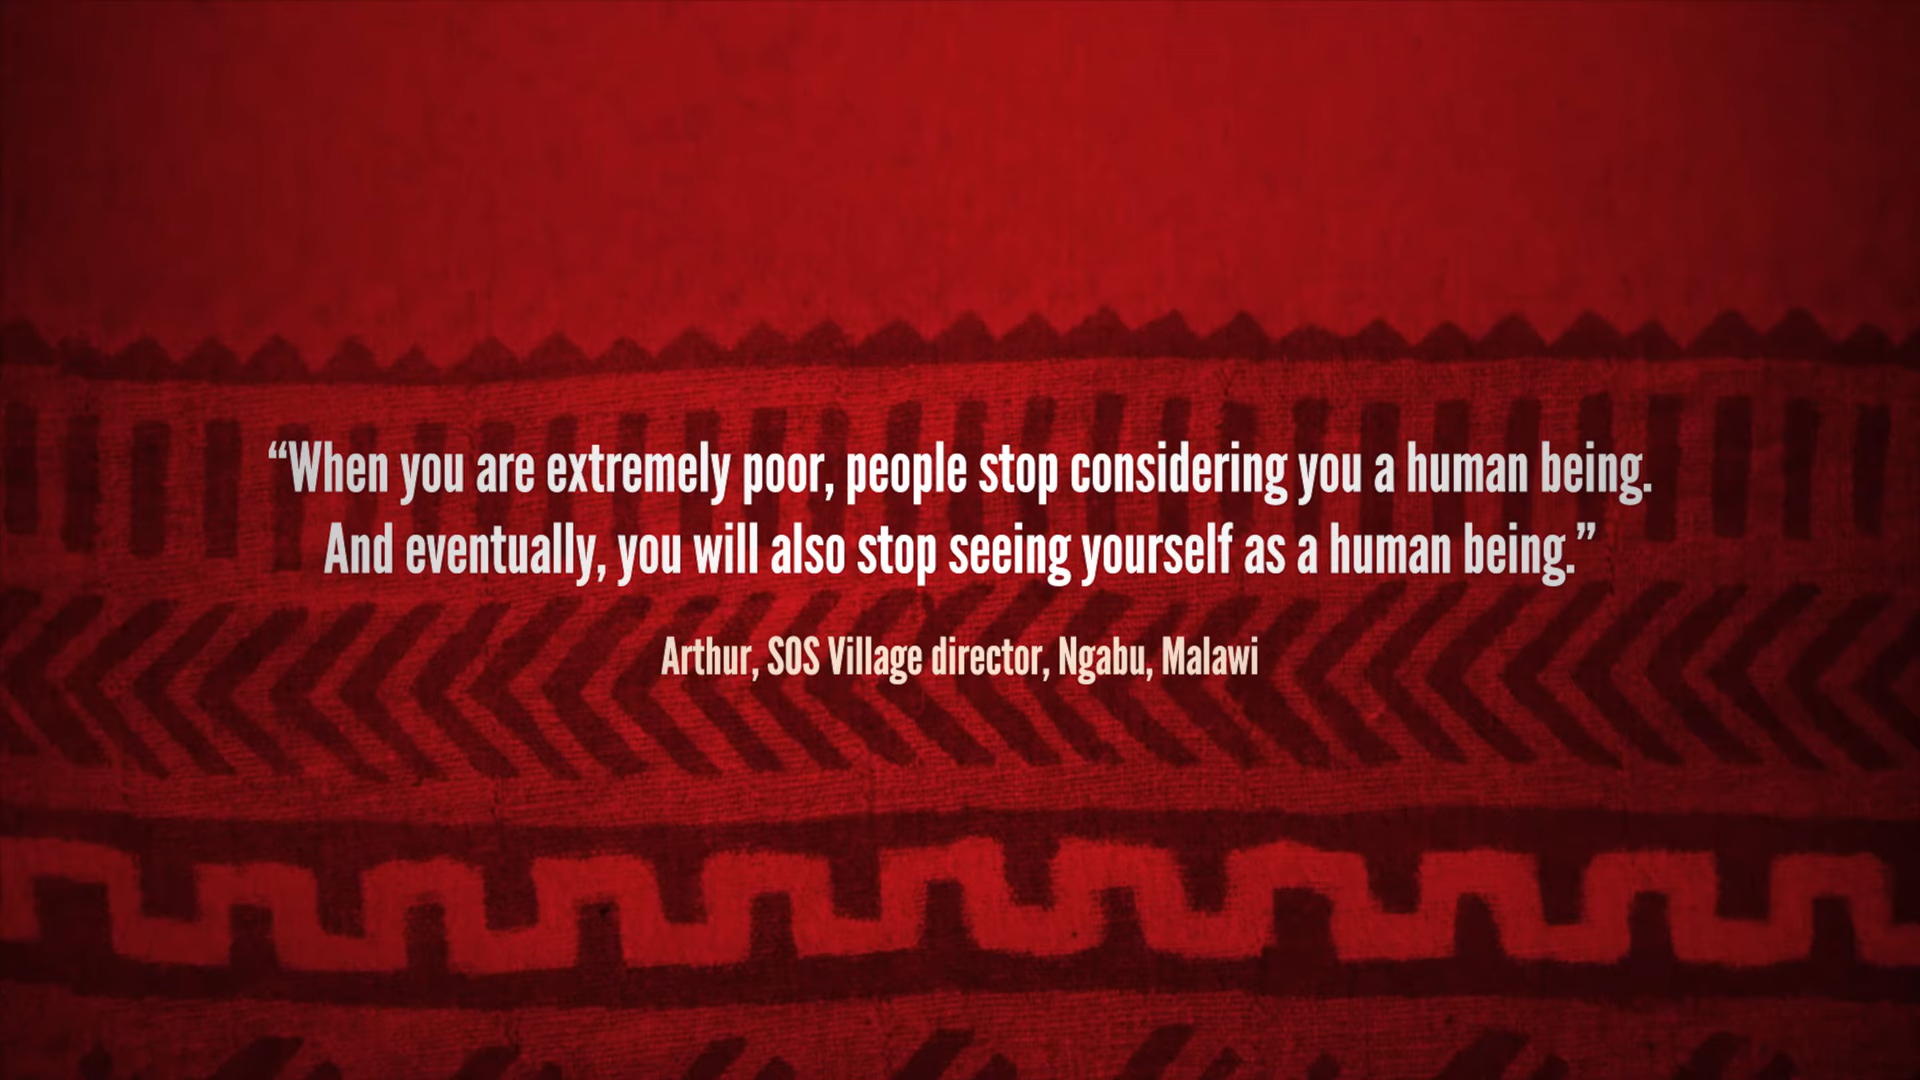 “When you are extremely poor, people stop considering you a human being.
And eventually, you will also stop seeing yourself as a human being.”
Arthur, SOS Village director, Ngabu, Malawi